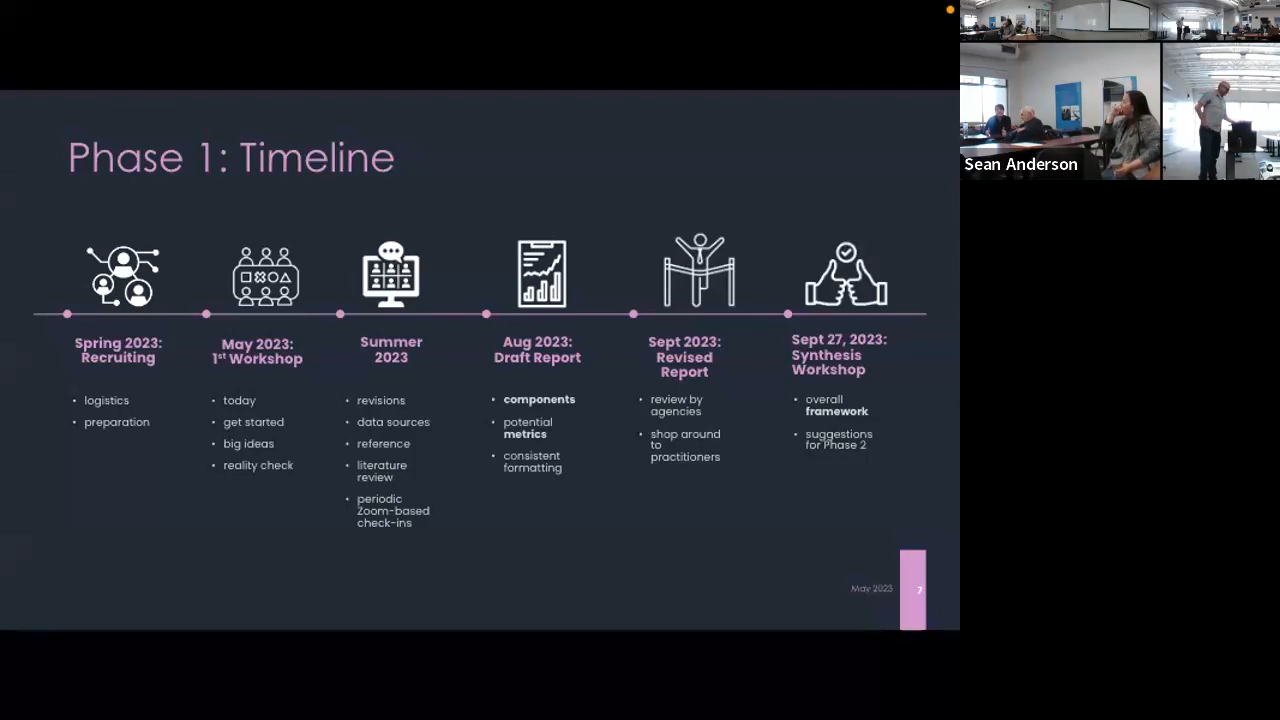 Phase 1: Timeline
Spring 2023:
Recruiting
• logistics
• preparation
May 2023:
1st Workshop
• today
• get started
• big ideas
• reality check
Summer
2023
• revisions
• data sources
• reference
• literature
review
• periodic
Zoom-based
check-ins
Aug 2023:
Draft Report
• components
• potential
metrics
• consistent
formatting
Sept 2023:
Revised
Report
• review by
agencies
• shop around
to
practitioners
Sept 27, 2023:
Synthesis
Workshop
• overall
framework
• suggestions
for Phase 2
May 2023
7
Sean Anderson